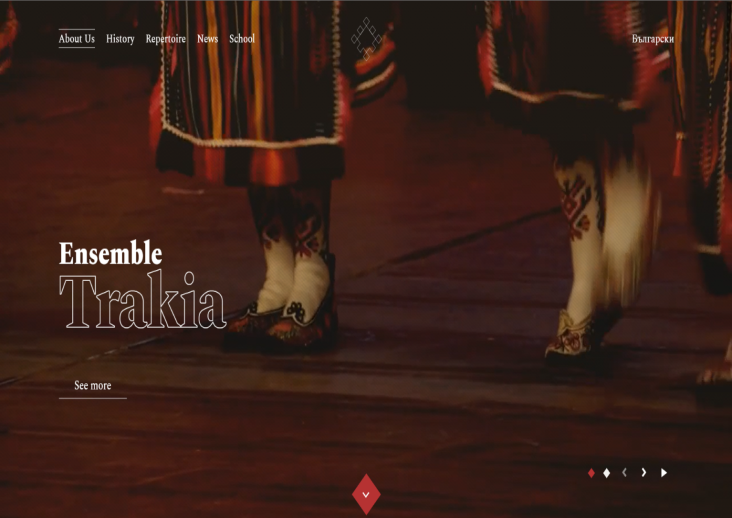 About Us History Repertoire News School
Български
Ensemble
Trakia
See more